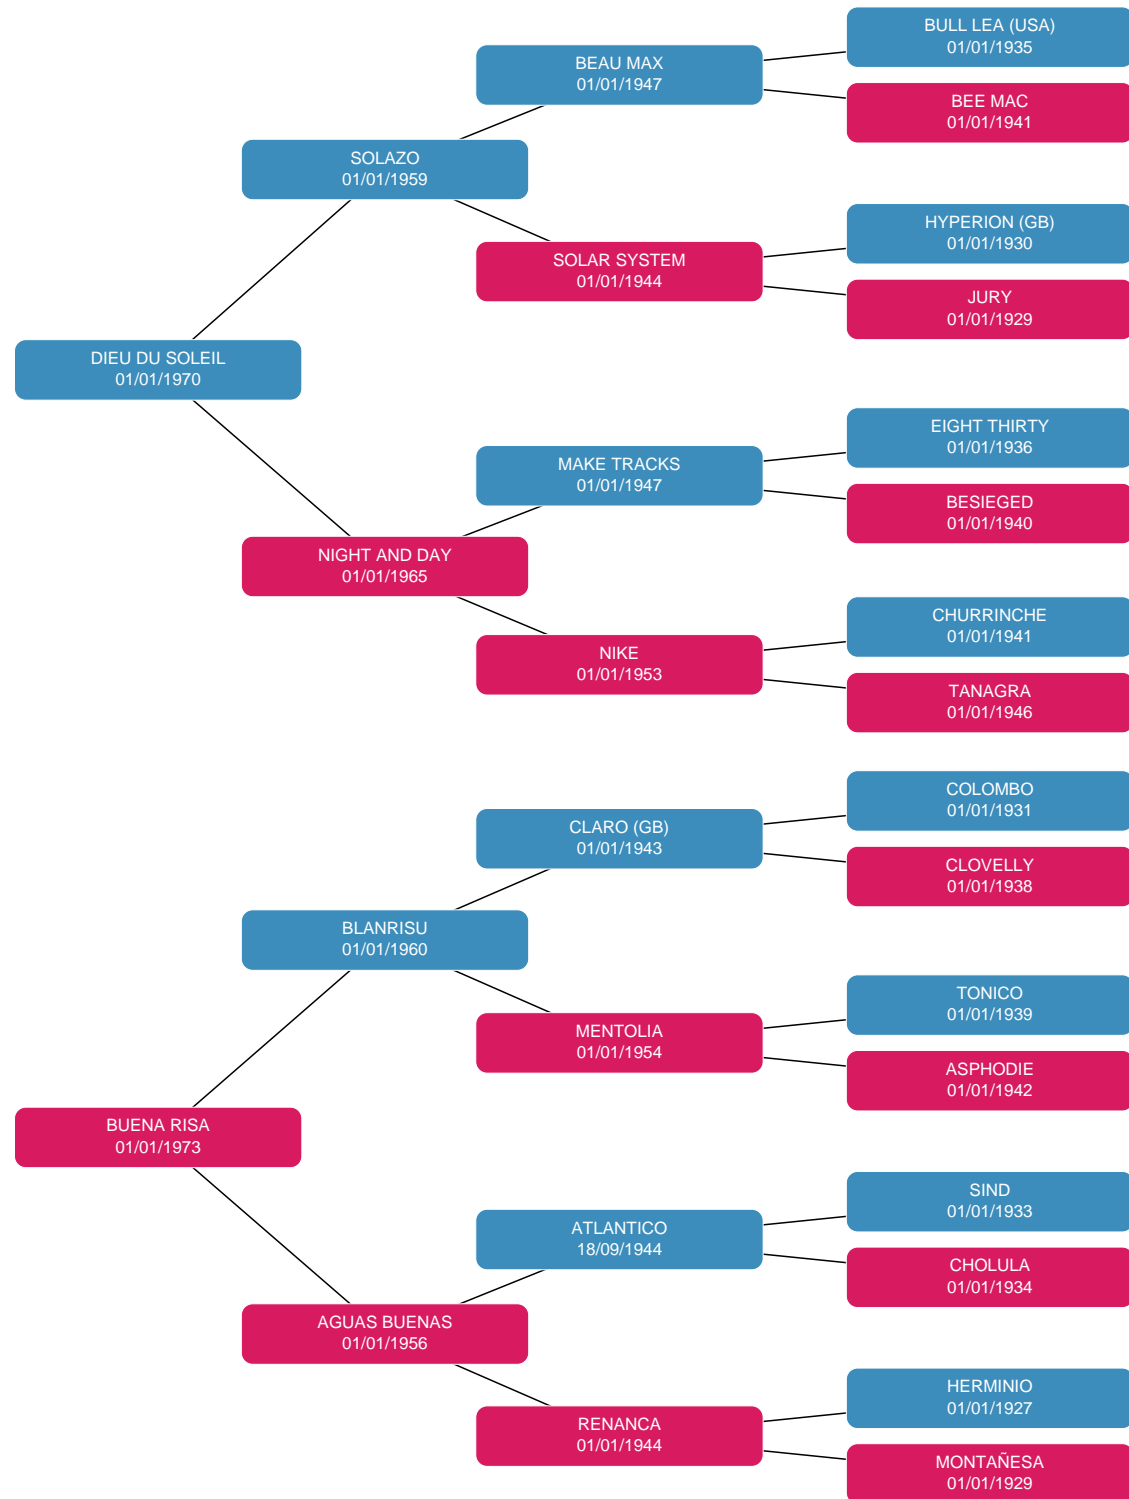 BULL LEA (USA)
01/01/1935
BEAU MAX
01/01/1947
BEE MAC
01/01/1941
SOLAZO
01/01/1959
HYPERION (GB)
01/01/1930
SOLAR SYSTEM
01/01/1944
JURY
01/01/1929
DIEU DU SOLEIL
01/01/1970
EIGHT THIRTY
01/01/1936
MAKE TRACKS
01/01/1947
BESIEGED
01/01/1940
NIGHT AND DAY
01/01/1965
CHURRINCHE
01/01/1941
NIKE
01/01/1953
TANAGRA
01/01/1946
COLOMBO
01/01/1931
CLARO (GB)
01/01/1943
CLOVELLY
01/01/1938
BLANRISU
01/01/1960
TONICO
01/01/1939
MENTOLIA
01/01/1954
ASPHODIE
01/01/1942
BUENA RISA
01/01/1973
SIND
01/01/1933
ATLANTICO
18/09/1944
CHOLULA
01/01/1934
AGUAS BUENAS
01/01/1956
HERMINIO
01/01/1927
RENANCA
01/01/1944
MONTAÑESA
01/01/1929